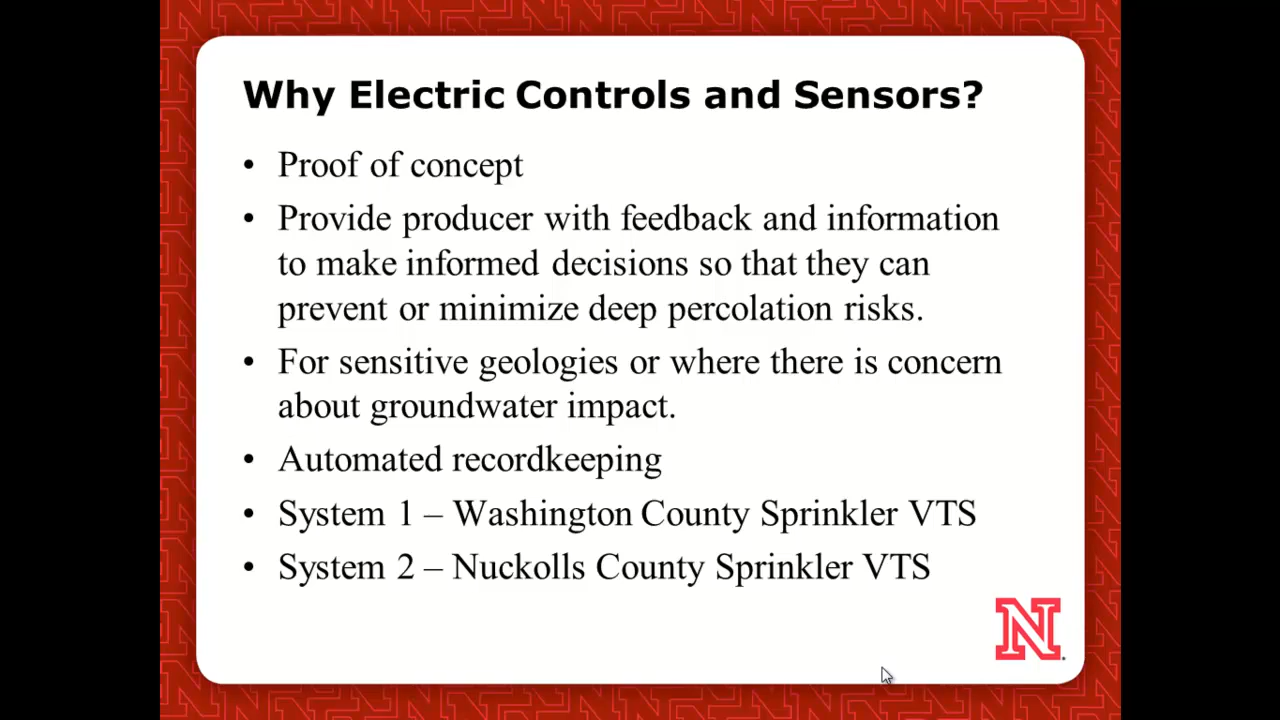 Why Electric Controls and Sensors?
• Proof of concept
• Provide producer with feedback and information
to make informed decisions so that they can
prevent or minimize deep percolation risks.
• For sensitive geologies or where there is concern
about groundwater impact.
• Automated recordkeeping
• System 1 – Washington County Sprinkler VTS
• System 2 – Nuckolls County Sprinkler VTS
N.